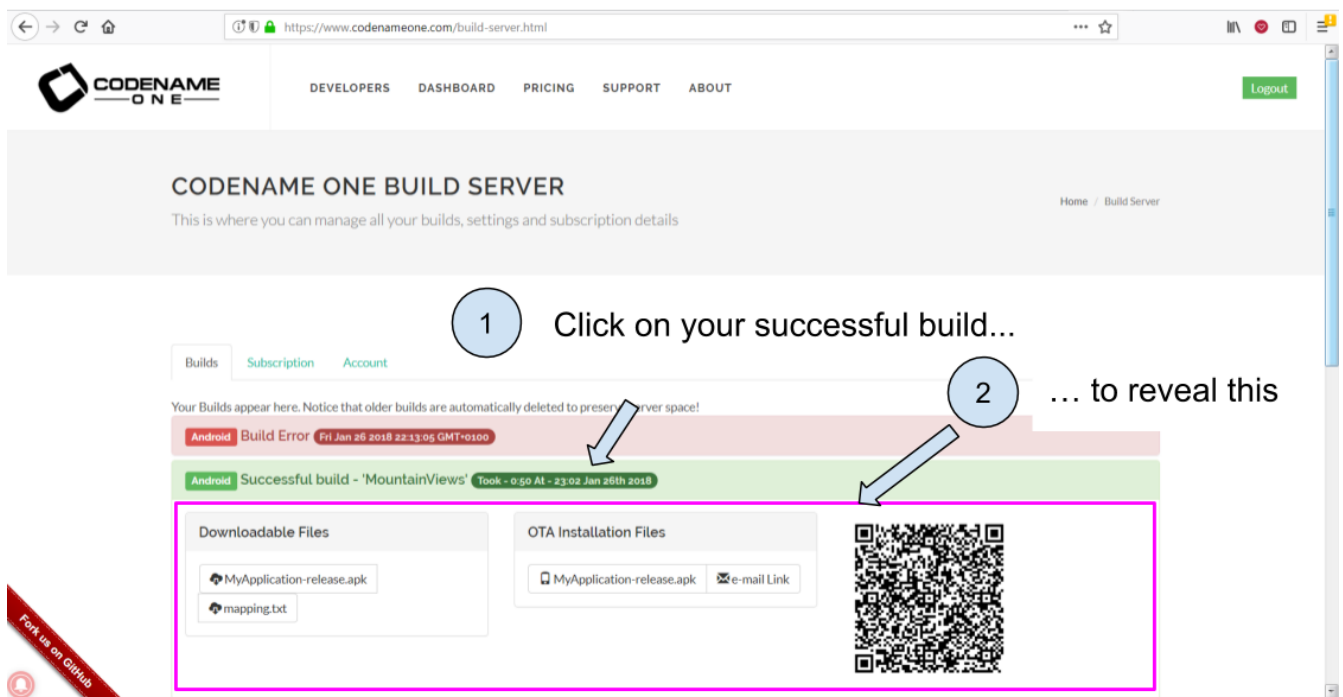 https://www.codenameone.com/build-server.html
CODENAME
ONE
DEVELOPERS DASHBOARD PRICING SUPPORT ABOUT
Logout
CODENAME ONE BUILD SERVER
This is where you can manage all your builds, settings and subscription details
Home / Build Server
1 Click on your successful build...
Builds Subscription Account
2 … to reveal this
Your Builds appear here. Notice that older builds are automatically deleted to preserve server space!
Android Build Error Fri Jan 26 2018 22:13:05 GMT+0100
Android Successful build - 'MountainViews' Took - 0:50 At - 23:02 Jan 26th 2018
Downloadable Files
MyApplication-release.apk
mapping.txt
OTA Installation Files
MyApplication-release.apk e-mail Link
Fork us on GitHub